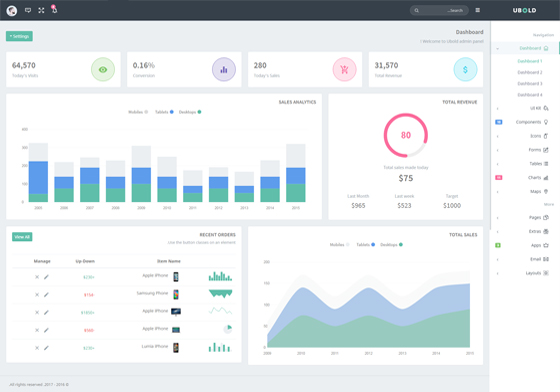 ...Search
UBOLD
Settings
Dashboard
! Welcome to Ubold admin panel
64,570
Today's Visits
0.16%
Conversion
280
Today's Sales
31,570
Total Revenue
SALES ANALYTICS
Mobiles
Tablets
Desktops
400
300
200
100
0
2005
2006
2007
2008
2009
2010
2011
2012
2013
2014
2015
TOTAL REVENUE
80
Total sales made today
$75
Last Month
Last week
Target
$965
$523
$1000
View All
RECENT ORDERS
Use the button classes on an element
Manage
Up-Down
Item Name
Apple iPhone
Samsung Phone
Apple iPhone
Apple iPhone
Lumia iPhone
TOTAL SALES
Mobiles
Tablets
Desktops
200
150
100
50
0
2009
2010
2011
2012
2013
2014
2015
Navigation
Dashboard
Dashboard 1
Dashboard 2
Dashboard 3
Dashboard 4
UI Kit
Components
Icons
Forms
Tables
Charts
Maps
More
Pages
Extras
Apps
Email
Layouts
All rights reserved. 2017 - 2018 ©